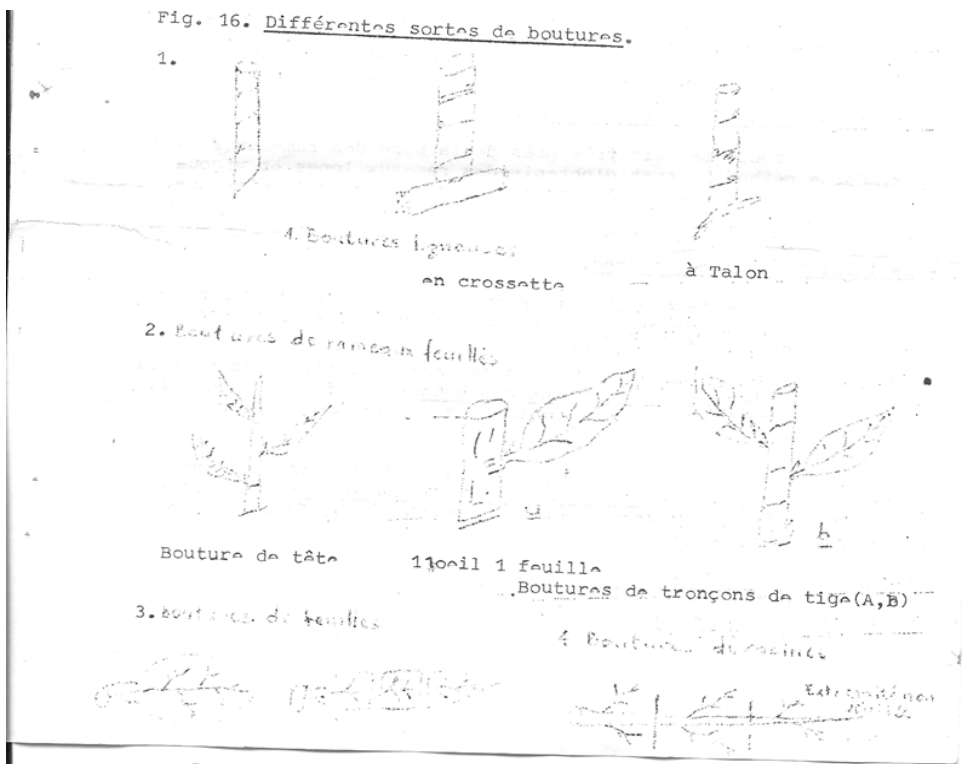 Fig. 16. Différentes sortes de boutures.
1.
1. Boutures ligneuses
en crossette
à Talon
2. Boutures de rameaux feuillés
a
b
Bouture de tête
1 oeil 1 feuille
Boutures de tronçons de tige(A,B)
3. Boutures de feuilles
4 Boutures de racines
Extrémité non